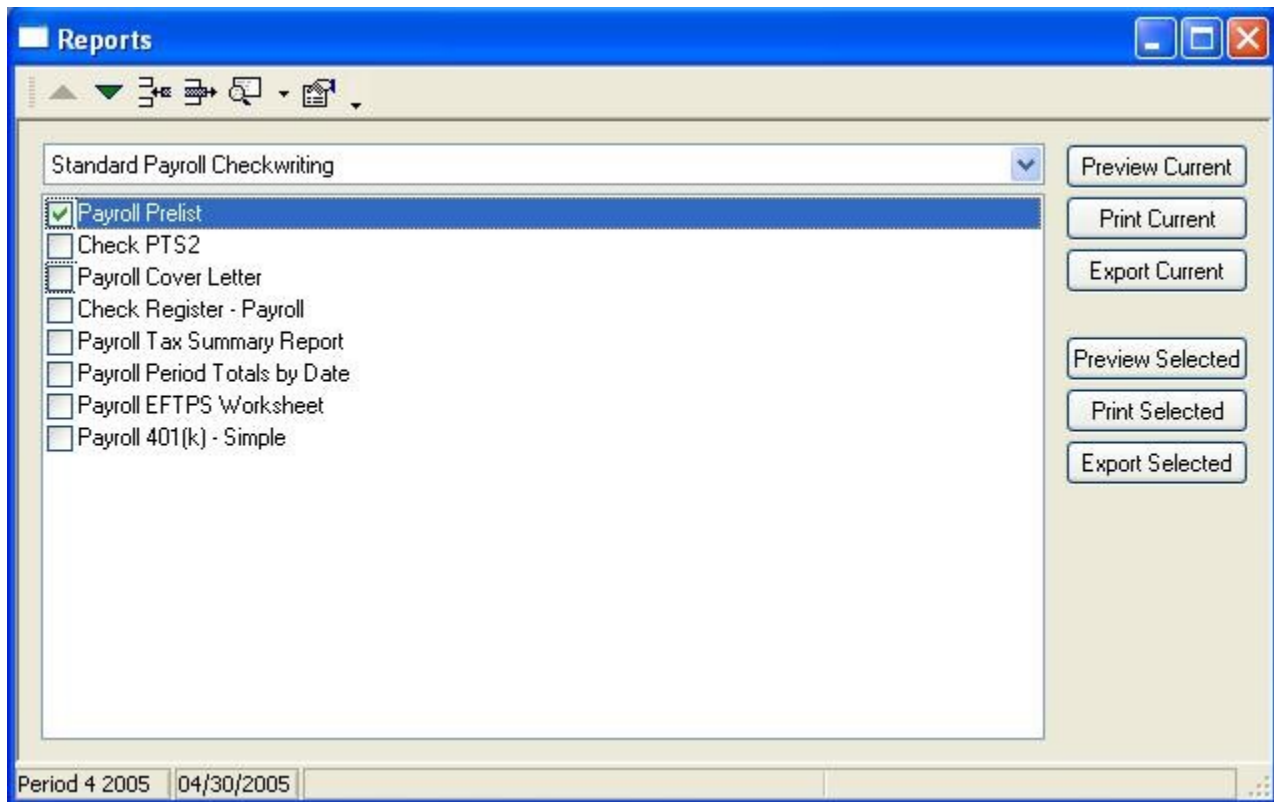 Reports
Standard Payroll Checkwriting
Payroll Prelist
Check PTS2
Payroll Cover Letter
Check Register - Payroll
Payroll Tax Summary Report
Payroll Period Totals by Date
Payroll EFTPS Worksheet
Payroll 401(k) - Simple
Preview Current
Print Current
Export Current
Preview Selected
Print Selected
Export Selected
Period 4 2005 04/30/2005